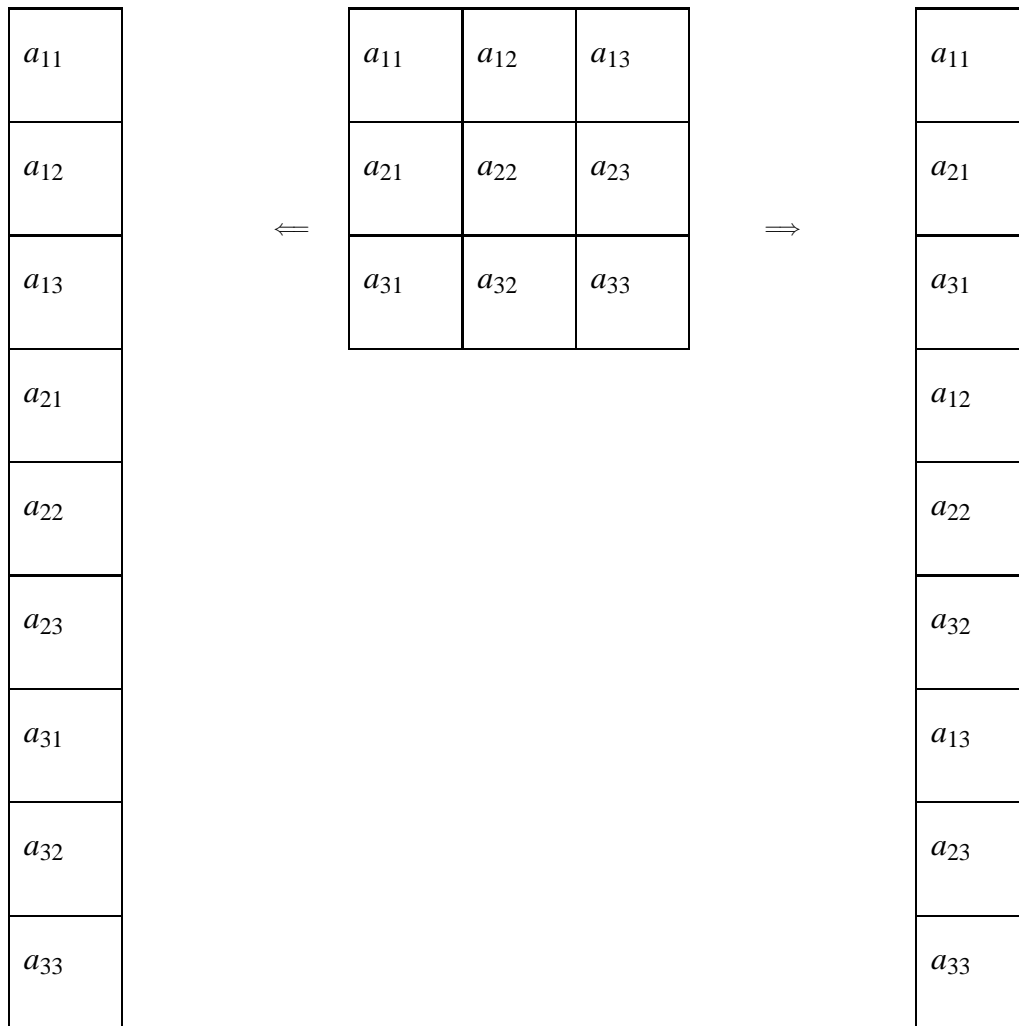 a₁₁
a₁₂
a₁₃
a₂₁
a₂₂
a₂₃
a₃₁
a₃₂
a₃₃
⟸
a₁₁ a₁₂ a₁₃
a₂₁ a₂₂ a₂₃
a₃₁ a₃₂ a₃₃
⟹
a₁₁
a₂₁
a₃₁
a₁₂
a₂₂
a₃₂
a₁₃
a₂₃
a₃₃